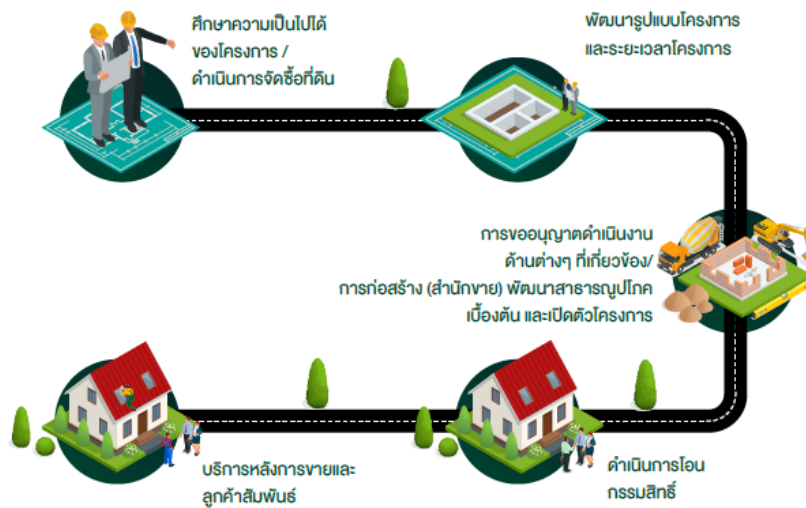 ศึกษาความเป็นไปได้
ของโครงการ /
ดำเนินการจัดซื้อที่ดิน
พัฒนารูปแบบโครงการ
และระยะเวลาโครงการ
การขออนุญาตดำเนินงาน
ด้านต่างๆ ที่เกี่ยวข้อง/
การก่อสร้าง (สำนักขาย) พัฒนาสาธารณูปโภค
เบื้องต้น และเปิดตัวโครงการ
ดำเนินการโอน
กรรมสิทธิ์
บริการหลังการขายและ
ลูกค้าสัมพันธ์